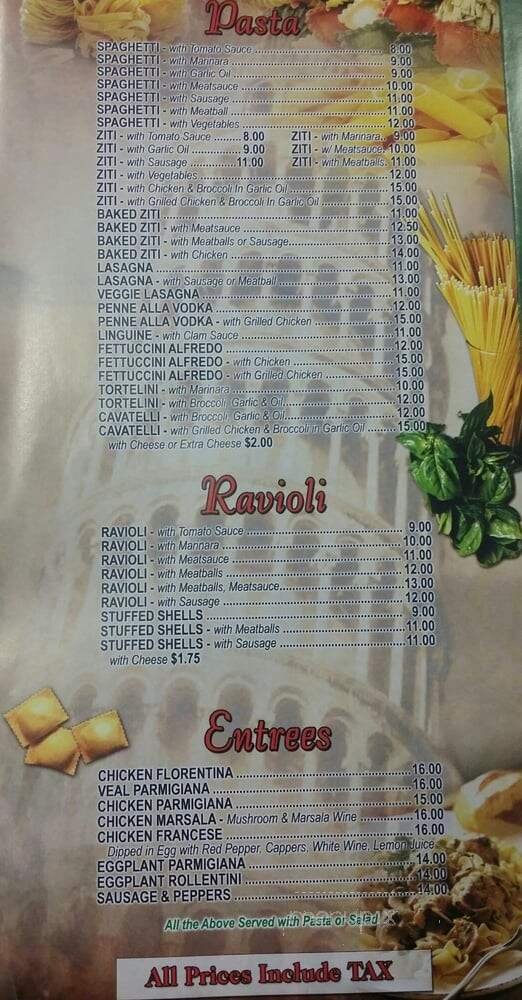 Pasta
SPAGHETTI - with Tomato Sauce 8.00
SPAGHETTI - with Marinara 9.00
SPAGHETTI - with Garlic Oil 9.00
SPAGHETTI - with Meatsauce 10.00
SPAGHETTI - with Sausage 11.00
SPAGHETTI - with Meatball 11.00
SPAGHETTI - with Vegetables 12.00
ZITI - with Tomato Sauce ........ 8.00 ZITI - with Marinara.. 9.00
ZITI - with Garlic Oil 9.00 ZITI - w/ Meatsauce. 10.00
ZITI - with Sausage 11.00 ZITI - with Meatballs. 11.00
ZITI - with Vegetables 12.00
ZITI - with Chicken & Broccoli In Garlic Oil 15.00
ZITI - with Grilled Chicken & Broccoli In Garlic Oil 15.00
BAKED ZITI 11.00
BAKED ZITI - with Meatsauce 12.50
BAKED ZITI - with Meatballs or Sausage 13.00
BAKED ZITI - with Chicken 14.00
LASAGNA 11.00
LASAGNA - with Sausage or Meatball 13.00
VEGGIE LASAGNA 11.00
PENNE ALLA VODKA 12.00
PENNE ALLA VODKA - with Grilled Chicken 15.00
LINGUINE - with Clam Sauce 11.00
FETTUCCINI ALFREDO 12.00
FETTUCCINI ALFREDO - with Chicken 15.00
FETTUCCINI ALFREDO - with Grilled Chicken 15.00
TORTELINI - with Marinara 10.00
TORTELINI - with Broccoli, Garlic & Oil 12.00
CAVATELLI - with Broccoli, Garlic & Oil 12.00
CAVATELLI - with Grilled Chicken & Broccoli in Garlic Oil 15.00
with Cheese or Extra Cheese $2.00
Ravioli
RAVIOLI - with Tomato Sauce 9.00
RAVIOLI - with Marinara 10.00
RAVIOLI - with Meatsauce 11.00
RAVIOLI - with Meatballs 12.00
RAVIOLI - with Meatballs, Meatsauce 13.00
RAVIOLI - with Sausage 12.00
STUFFED SHELLS 9.00
STUFFED SHELLS - with Meatballs 11.00
STUFFED SHELLS - with Sausage 11.00
with Cheese $1.75
Entrees
CHICKEN FLORENTINA 16.00
VEAL PARMIGIANA 16.00
CHICKEN PARMIGIANA 15.00
CHICKEN MARSALA - Mushroom & Marsala Wine 16.00
CHICKEN FRANCESE 16.00
Dipped in Egg with Red Pepper, Cappers, White Wine, Lemon Juice
EGGPLANT PARMIGIANA 14.00
EGGPLANT ROLLENTINI 14.00
SAUSAGE & PEPPERS 14.00
All the Above Served with Pasta or Salad
All Prices Include TAX